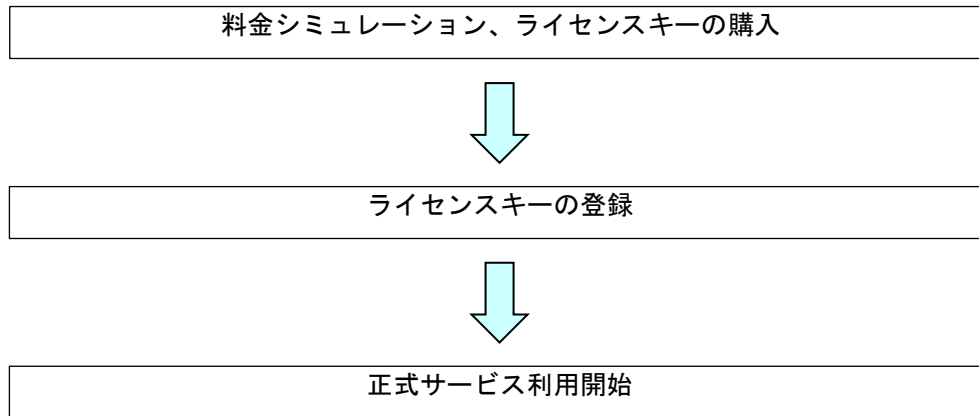 料金シミュレーション、ライセンスキーの購入
ライセンスキーの登録
正式サービス利用開始